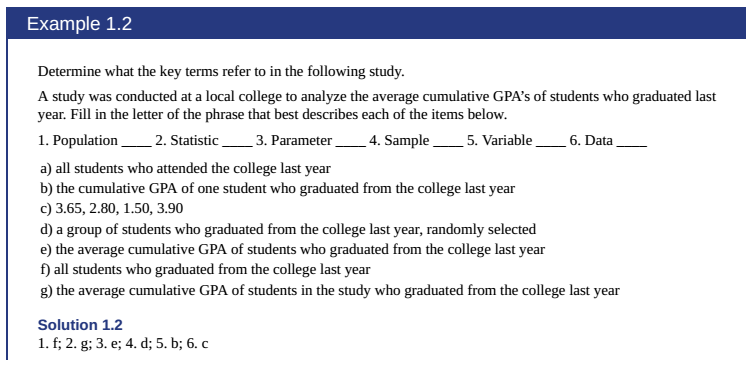 Example 1.2
Determine what the key terms refer to in the following study.
A study was conducted at a local college to analyze the average cumulative GPA’s of students who graduated last
year. Fill in the letter of the phrase that best describes each of the items below.
1. Population ____ 2. Statistic ____ 3. Parameter ____ 4. Sample ____ 5. Variable ____ 6. Data ____
a) all students who attended the college last year
b) the cumulative GPA of one student who graduated from the college last year
c) 3.65, 2.80, 1.50, 3.90
d) a group of students who graduated from the college last year, randomly selected
e) the average cumulative GPA of students who graduated from the college last year
f) all students who graduated from the college last year
g) the average cumulative GPA of students in the study who graduated from the college last year
Solution 1.2
1. f; 2. g; 3. e; 4. d; 5. b; 6. c